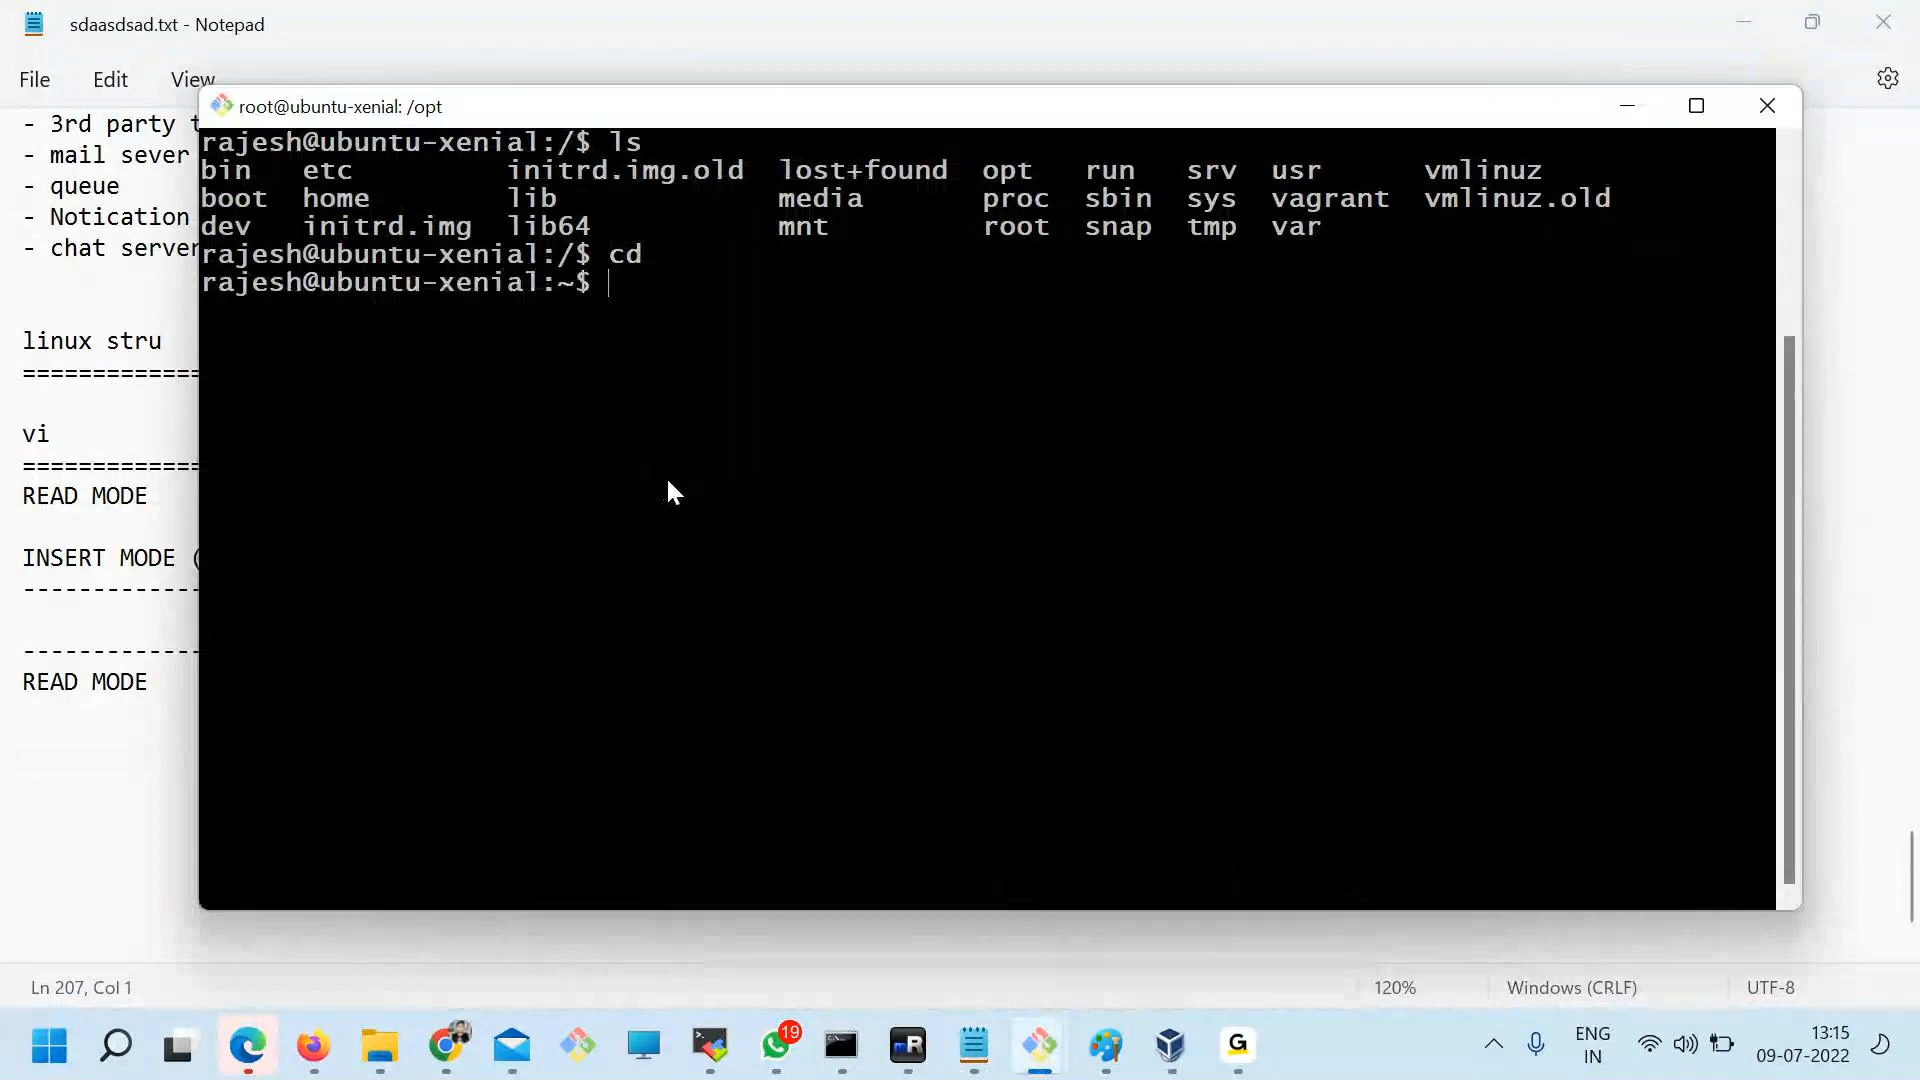 sdaasdsad.txt - Notepad
File Edit View
- 3rd party t
- mail sever
- queue
- Notication
- chat server
linux stru
=============
vi
=============
READ MODE
INSERT MODE (
-------------
-------------
READ MODE
root@ubuntu-xenial: /opt
rajesh@ubuntu-xenial:/$ ls
bin etc initrd.img.old lost+found opt run srv usr vmlinuz
boot home lib media proc sbin sys vagrant vmlinuz.old
dev initrd.img lib64 mnt root snap tmp var
rajesh@ubuntu-xenial:/$ cd
rajesh@ubuntu-xenial:~$
Ln 207, Col 1 120% Windows (CRLF) UTF-8
19
R
G
ENG
IN
13:15
09-07-2022